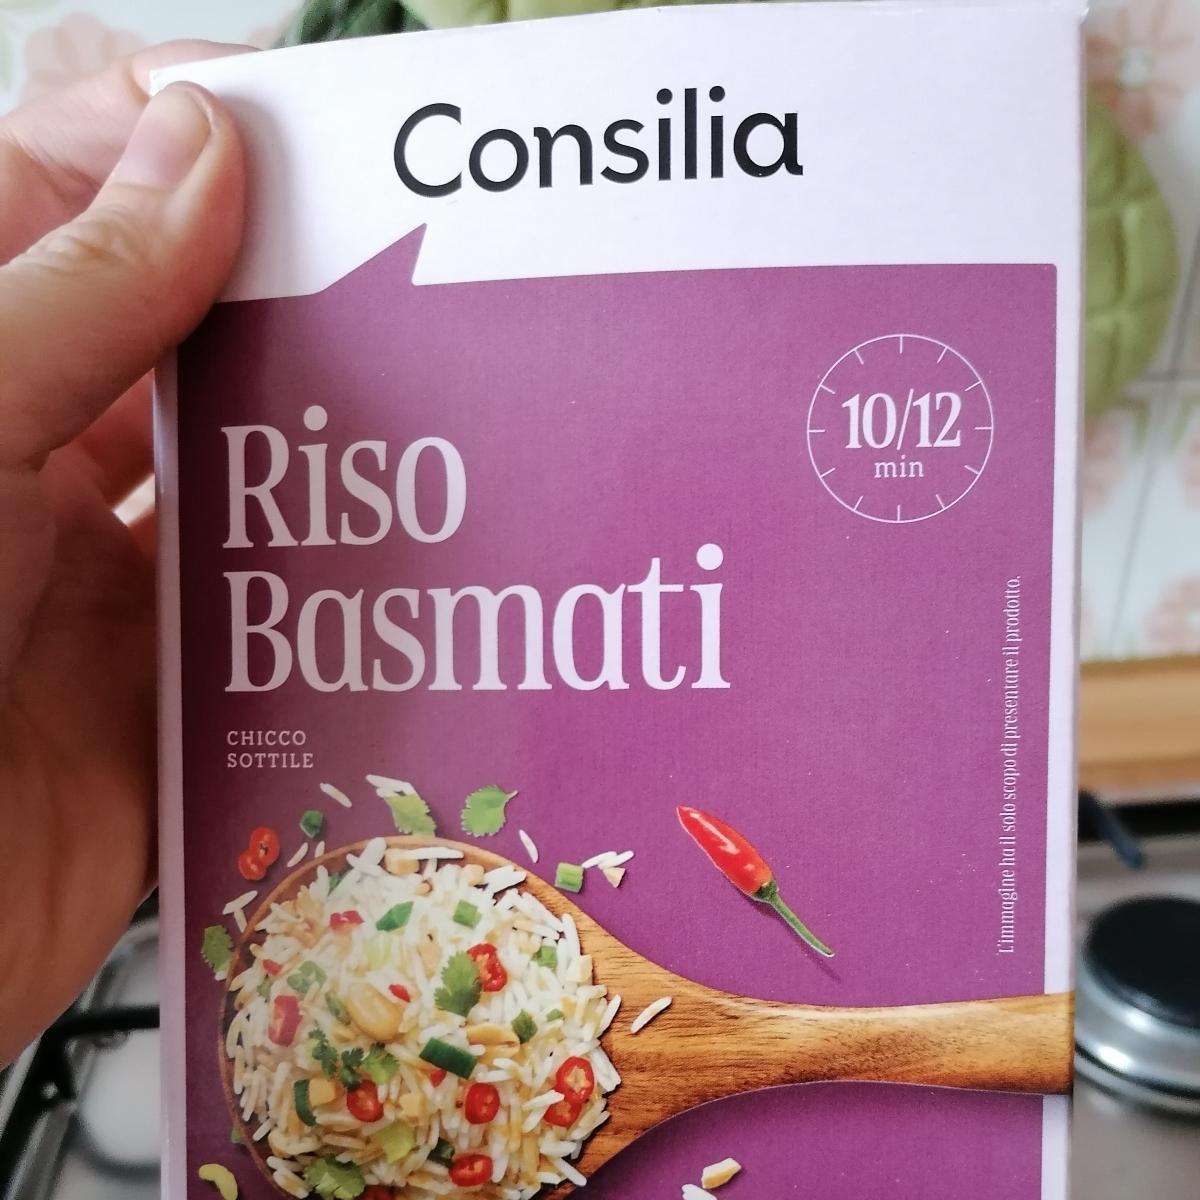 Consilia
10/12
min
Riso
Basmati
CHICCO
SOTTILE
L'immagine ha il solo scopo di presentare il prodotto.